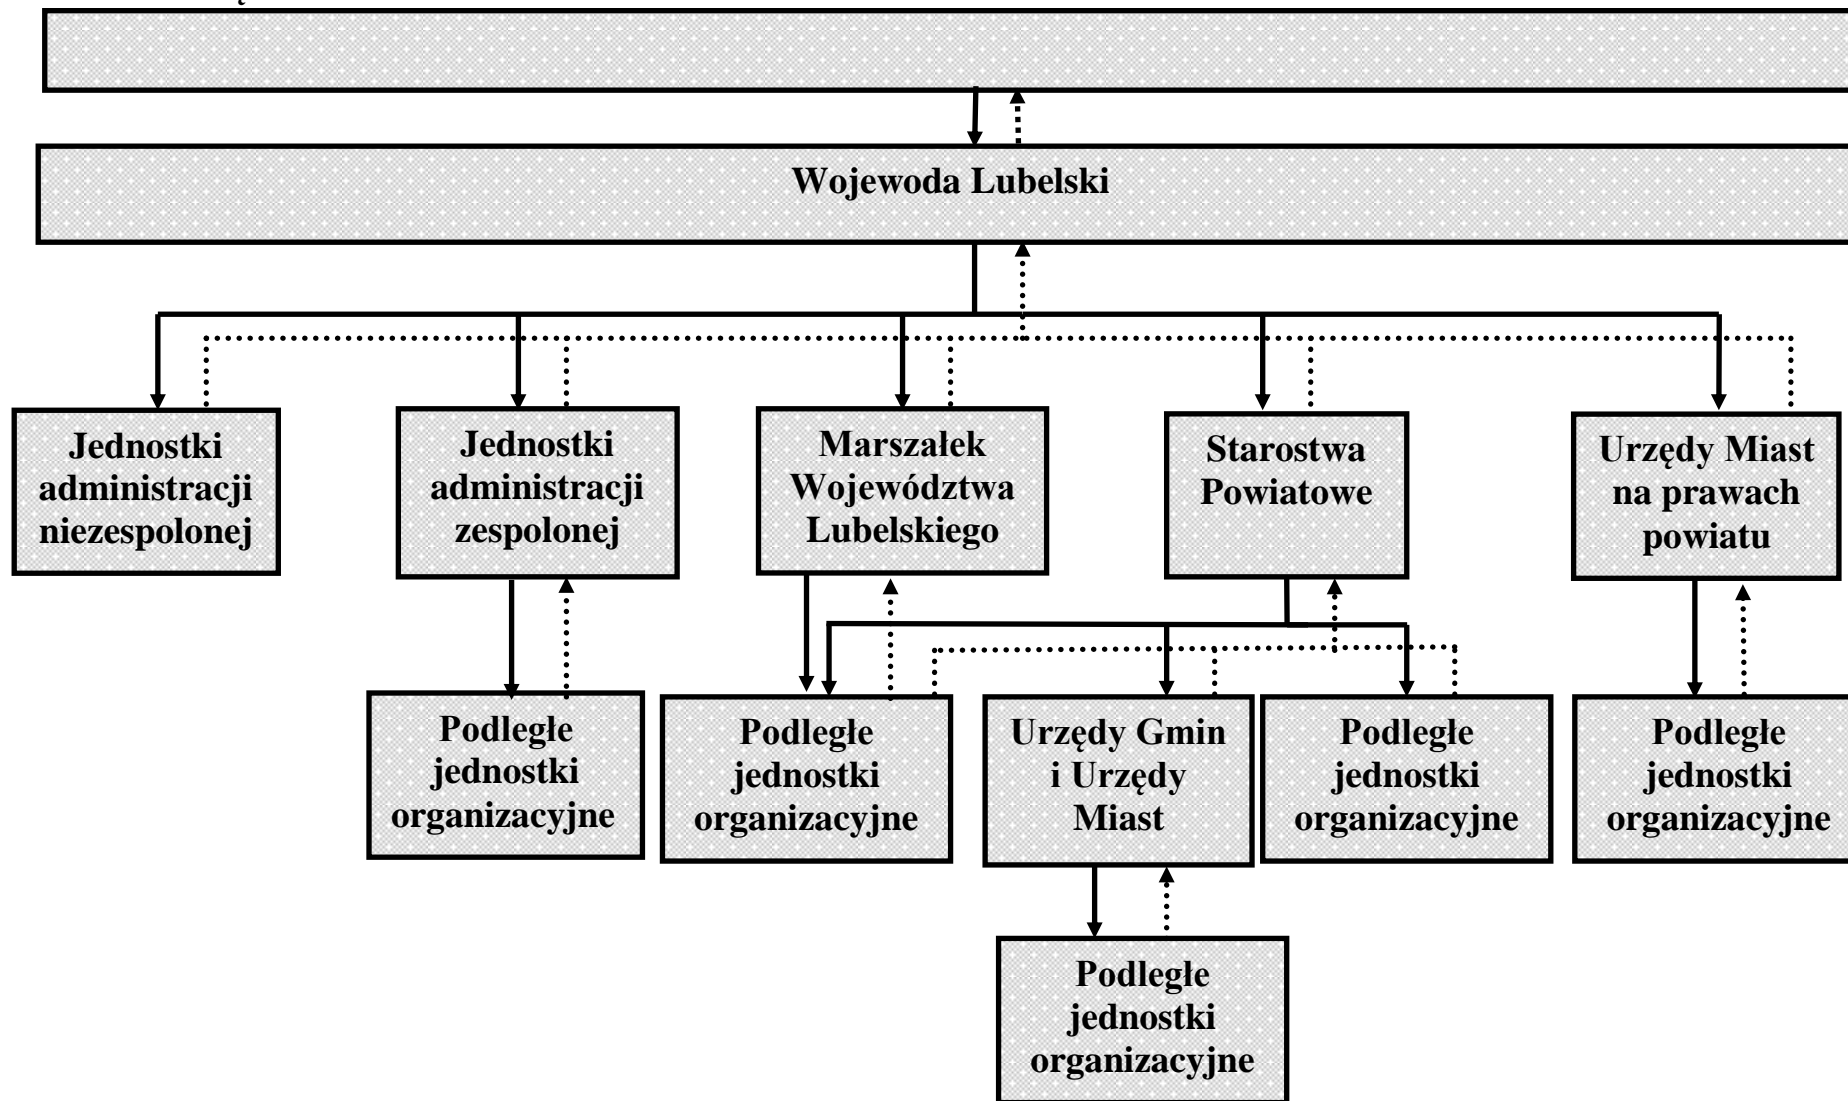 Wojewoda Lubelski
Jednostki
administracji
niezespolonej
Jednostki
administracji
zespolonej
Marszałek
Województwa
Lubelskiego
Starostwa
Powiatowe
Urzędy Miast
na prawach
powiatu
Podległe
jednostki
organizacyjne
Podległe
jednostki
organizacyjne
Urzędy Gmin
i Urzędy
Miast
Podległe
jednostki
organizacyjne
Podległe
jednostki
organizacyjne
Podległe
jednostki
organizacyjne